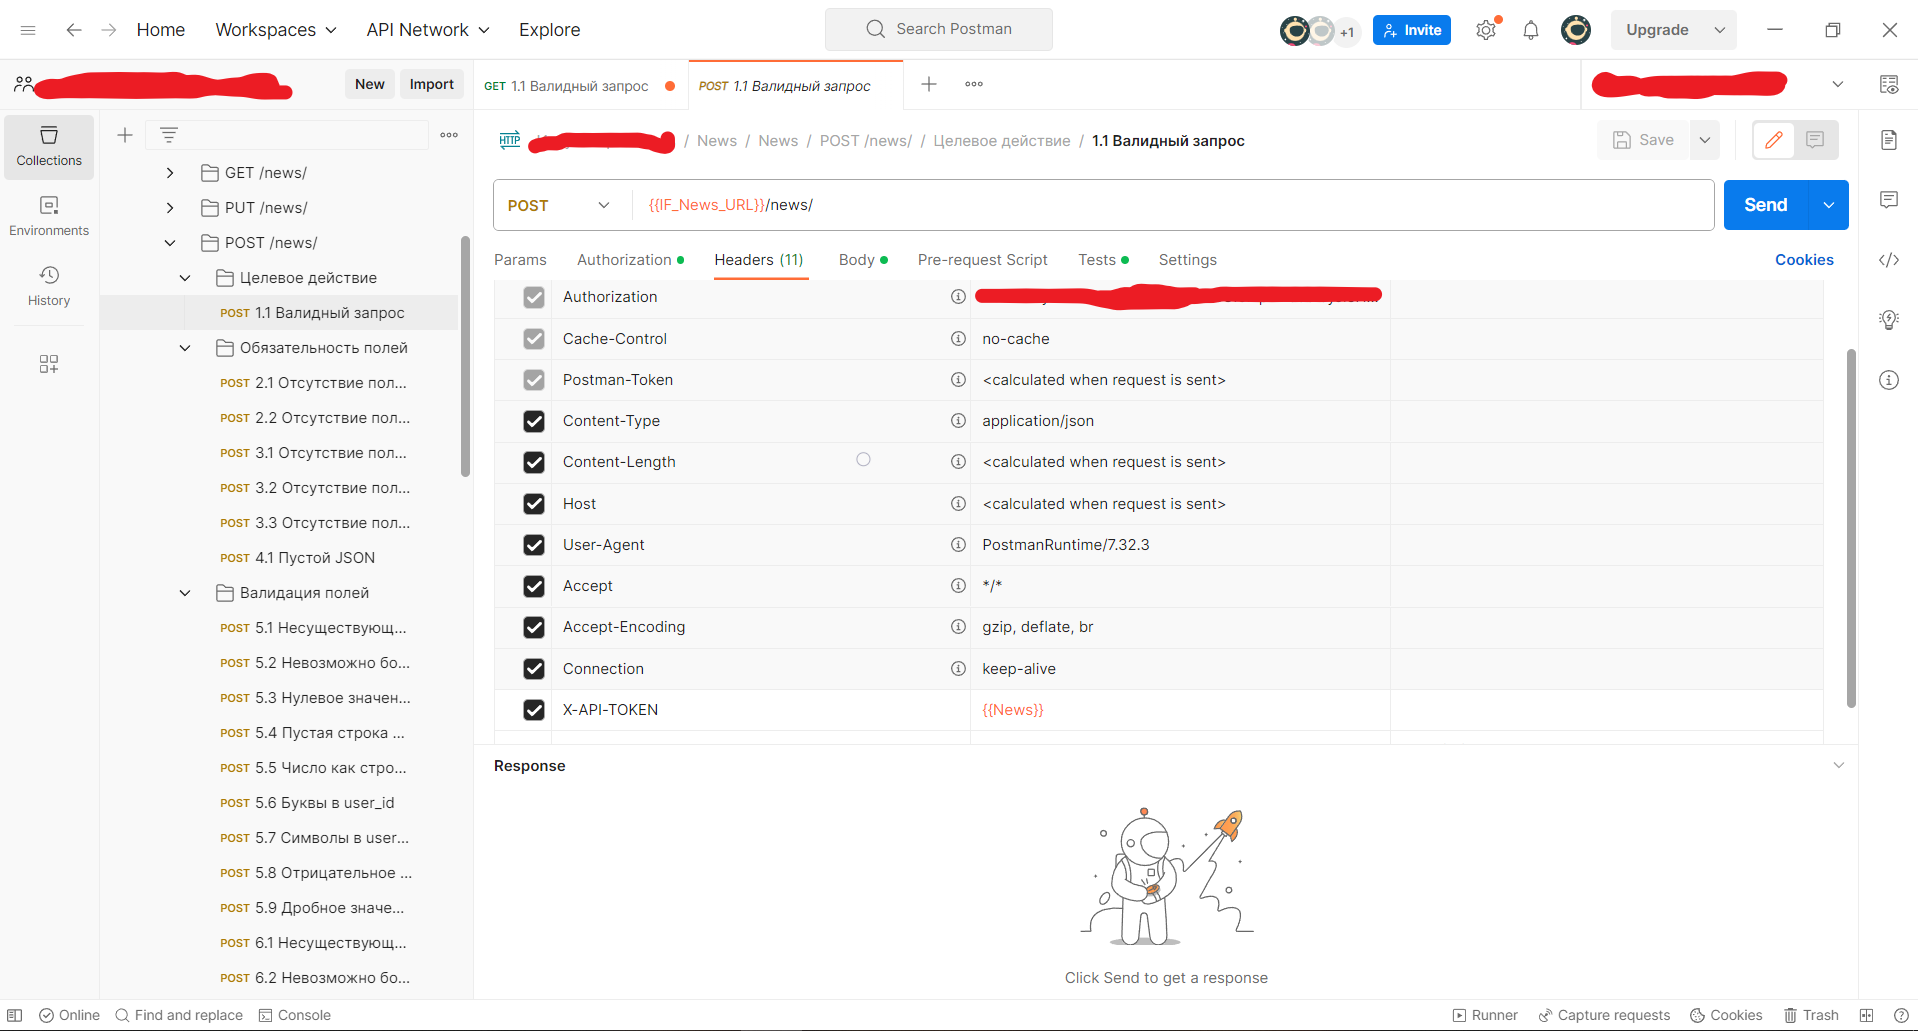 Home Workspaces API Network Explore Search Postman +1 Invite Upgrade
New Import GET 1.1 Валидный запрос POST 1.1 Валидный запрос
Collections
Environments
History
GET /news/
PUT /news/
POST /news/
Целевое действие
POST 1.1 Валидный запрос
Обязательность полей
POST 2.1 Отсутствие пол...
POST 2.2 Отсутствие пол...
POST 3.1 Отсутствие пол...
POST 3.2 Отсутствие пол...
POST 3.3 Отсутствие пол...
POST 4.1 Пустой JSON
Валидация полей
POST 5.1 Несуществующ...
POST 5.2 Невозможно бо...
POST 5.3 Нулевое значен...
POST 5.4 Пустая строка ...
POST 5.5 Число как стро...
POST 5.6 Буквы в user_id
POST 5.7 Символы в user...
POST 5.8 Отрицательное ...
POST 5.9 Дробное значе...
POST 6.1 Несуществующ...
POST 6.2 Невозможно бо...
HTTP / News / News / POST /news/ / Целевое действие / 1.1 Валидный запрос Save
POST {{IF_News_URL}}/news/ Send
Params Authorization Headers (11) Body Pre-request Script Tests Settings Cookies
Authorization
Cache-Control no-cache
Postman-Token <calculated when request is sent>
Content-Type application/json
Content-Length <calculated when request is sent>
Host <calculated when request is sent>
User-Agent PostmanRuntime/7.32.3
Accept */*
Accept-Encoding gzip, deflate, br
Connection keep-alive
X-API-TOKEN {{News}}
Response
Click Send to get a response
Online Find and replace Console Runner Capture requests Cookies Trash